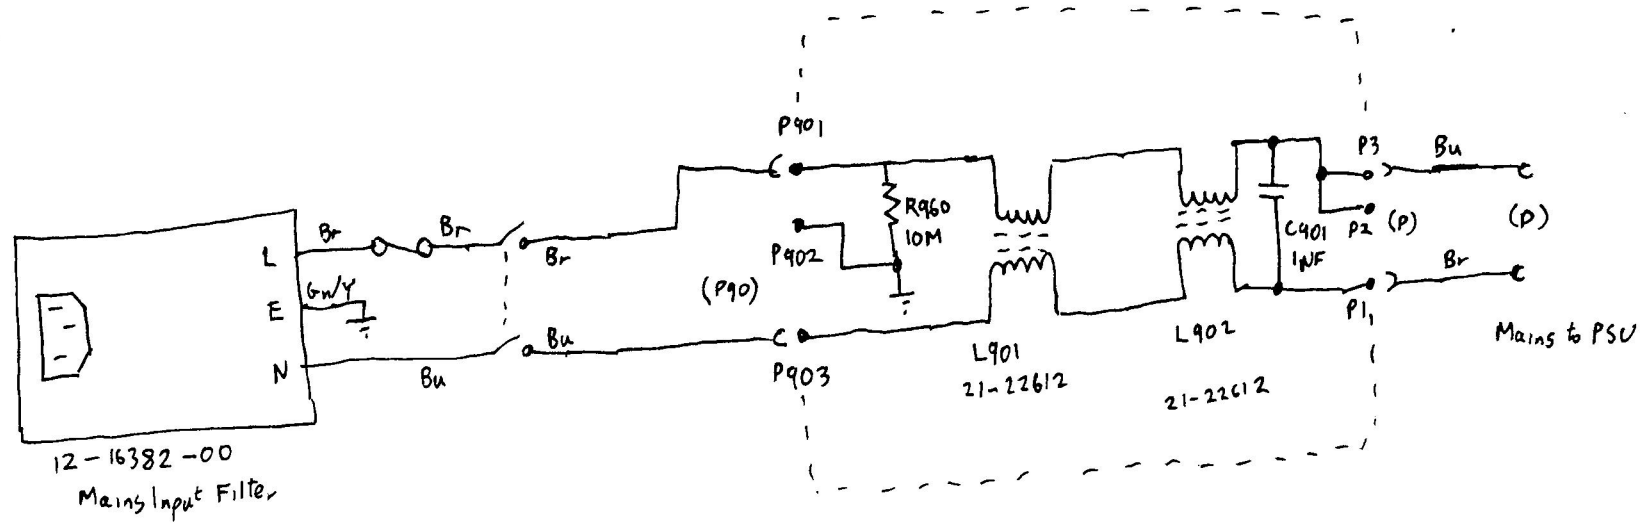 P901
P3
Bu
Br
Br
L
Br
R960
10M
C901
1NF
P2
(P)
(P)
P902
Gn/Y
E
(P90)
Br
P1
L902
Mains to PSU
Bu
N
Bu
L901
P903
21-22612
21-22612
12-16382-00
Mains Input Filter